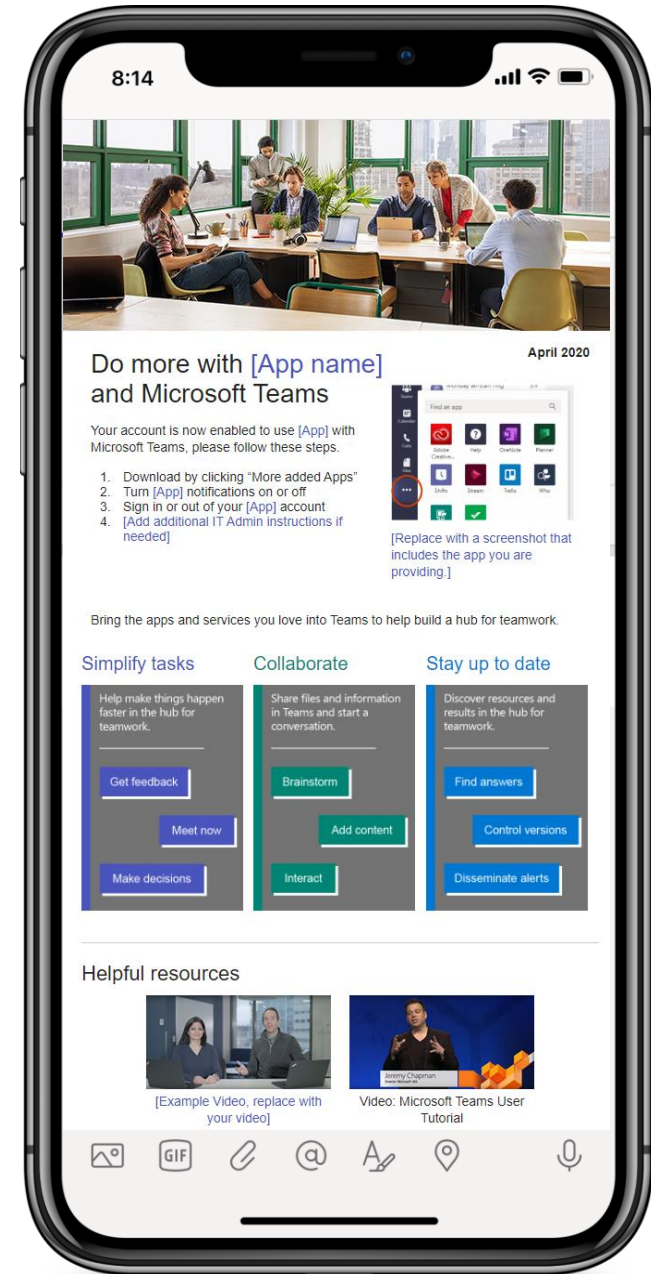 8:14
April 2020
Do more with [App name]
and Microsoft Teams
Your account is now enabled to use [App] with
Microsoft Teams, please follow these steps.
1. Download by clicking “More added Apps”
2. Turn [App] notifications on or off
3. Sign in or out of your [App] account
4. [Add additional IT Admin instructions if
needed]
Teams
Calendar
Calls
Files
Find an app
Adobe
Creative...
Help
OneNote
Planner
Shifts
Stream
Trello
Who
[Replace with a screenshot that
includes the app you are
providing.]
Bring the apps and services you love into Teams to help build a hub for teamwork.
Simplify tasks
Help make things happen
faster in the hub for
teamwork.
Get feedback
Meet now
Make decisions
Collaborate
Share files and information
in Teams and start a
conversation.
Brainstorm
Add content
Interact
Stay up to date
Discover resources and
results in the hub for
teamwork.
Find answers
Control versions
Disseminate alerts
Helpful resources
[Example Video, replace with
your video]
Jeremy Chapman
Video: Microsoft Teams User
Tutorial
GIF